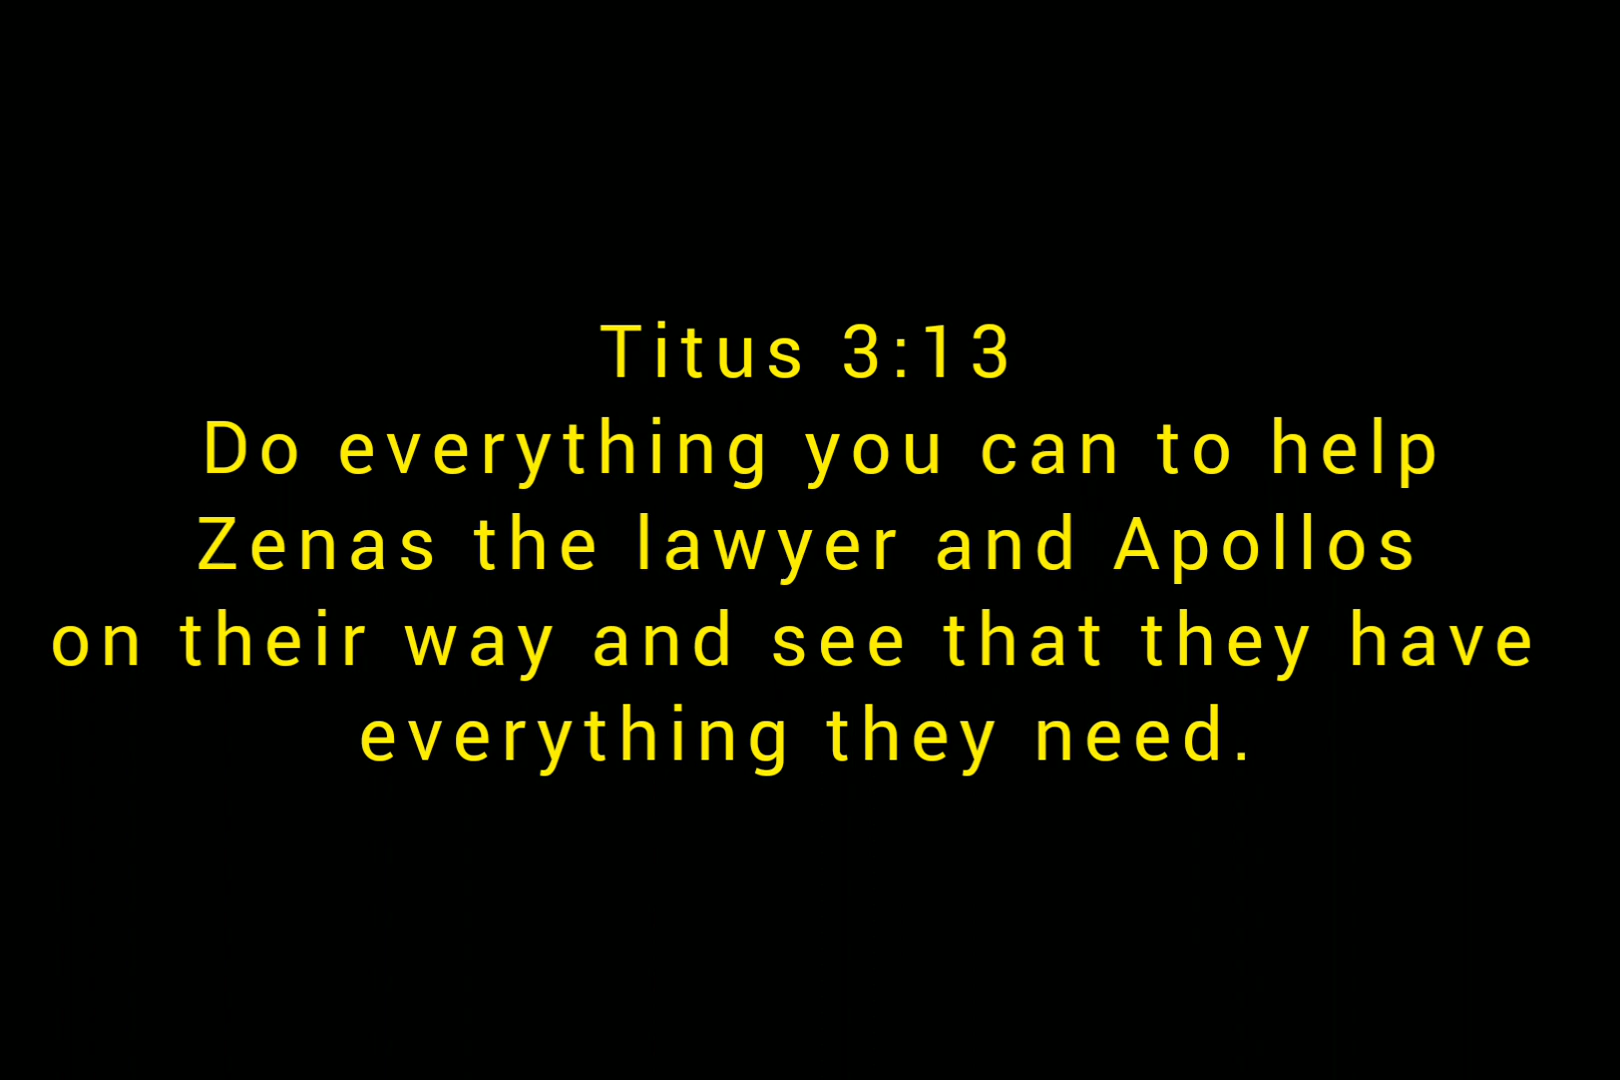 Titus 3:13
Do everything you can to help
Zenas the lawyer and Apollos
on their way and see that they have
everything they need.